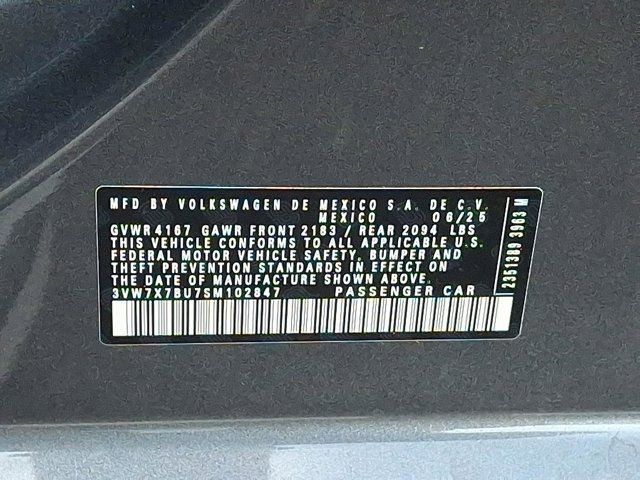 MFD BY VOLKSWAGEN DE MEXICO S.A. DE C.V.
MEXICO 06/25
GVWR 4167 GAWR FRONT 2183 / REAR 2094 LBS
THIS VEHICLE CONFORMS TO ALL APPLICABLE U.S.
FEDERAL MOTOR VEHICLE SAFETY, BUMPER AND
THEFT PREVENTION STANDARDS IN EFFECT ON
THE DATE OF MANUFACTURE SHOWN ABOVE.
3VW7X7BU7SM102847 PASSENGER CAR
2351389 3963 M